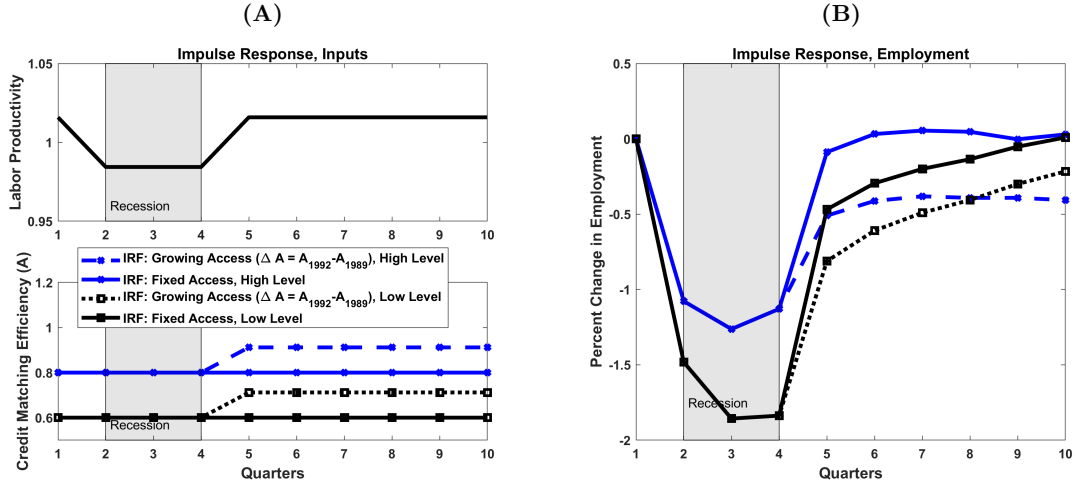 (A)
Impulse Response, Inputs
Labor Productivity
1.05
1
0.95
Recession
1 2 3 4 5 6 7 8 9 10
IRF: Growing Access (Δ A = A1992-A1989), High Level
IRF: Fixed Access, High Level
IRF: Growing Access (Δ A = A1992-A1989), Low Level
IRF: Fixed Access, Low Level
Credit Matching Efficiency (A)
1.2
1
0.8
0.6
Recession
1 2 3 4 5 6 7 8 9 10
Quarters
(B)
Impulse Response, Employment
Percent Change in Employment
0.5
0
-0.5
-1
-1.5
-2
Recession
1 2 3 4 5 6 7 8 9 10
Quarters